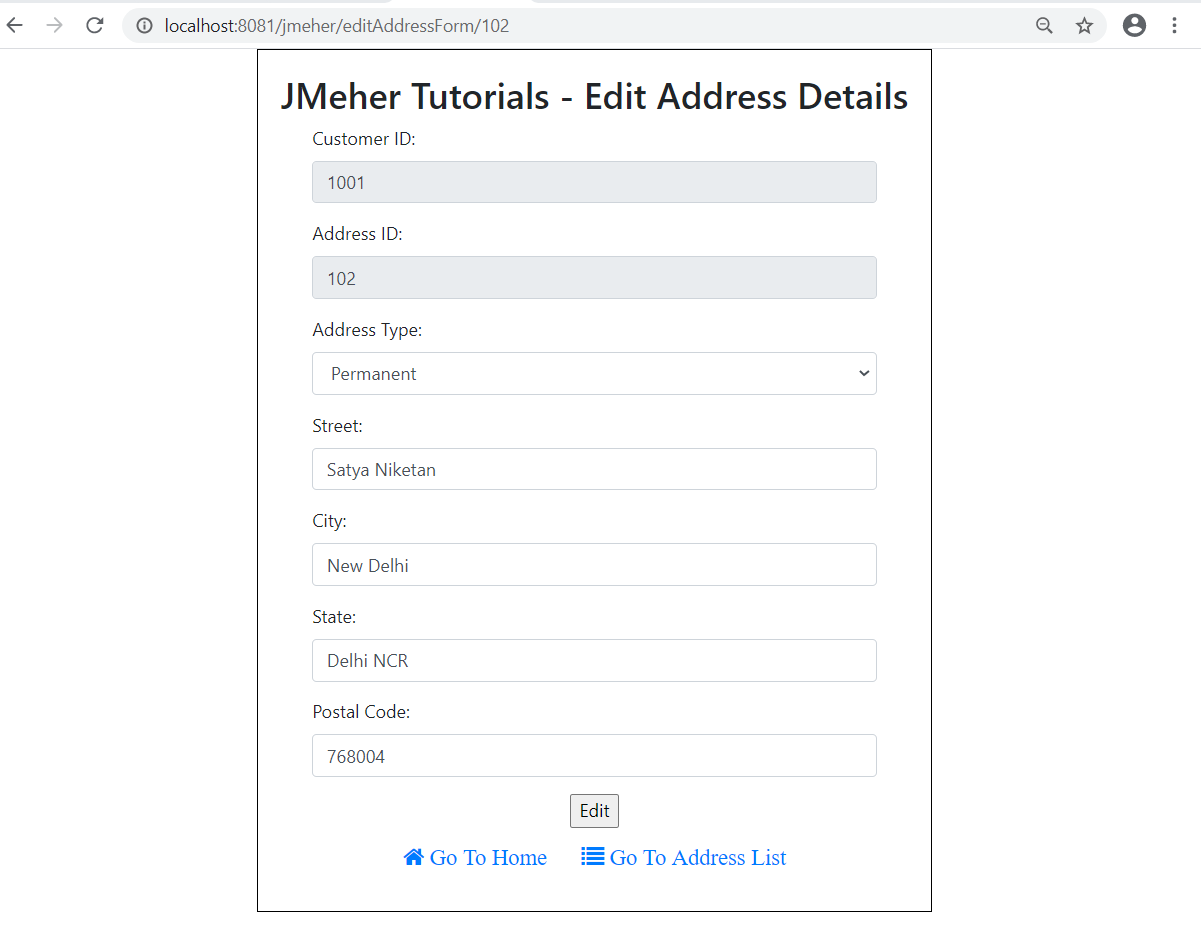 localhost:8081/jmeher/editAddressForm/102
JMeher Tutorials - Edit Address Details
Customer ID:
1001
Address ID:
102
Address Type:
Permanent
Street:
Satya Niketan
City:
New Delhi
State:
Delhi NCR
Postal Code:
768004
Edit
Go To Home Go To Address List